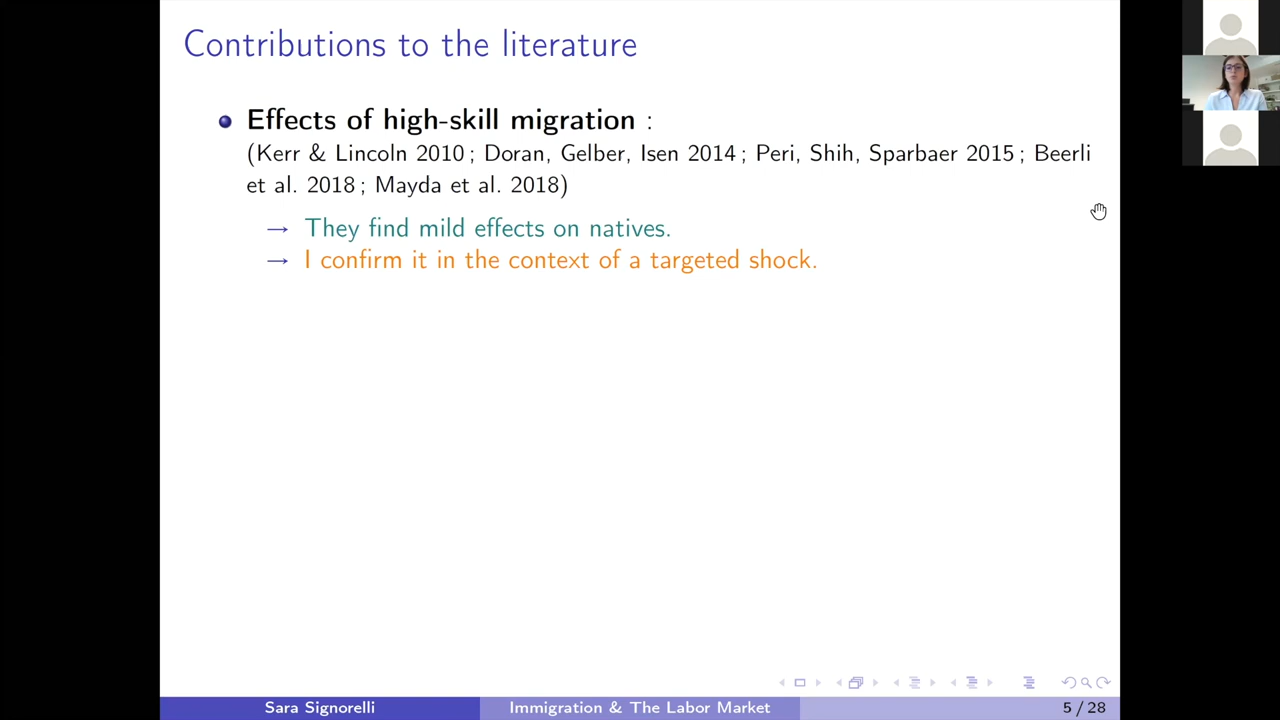 Contributions to the literature
Effects of high-skill migration :
(Kerr & Lincoln 2010 ; Doran, Gelber, Isen 2014 ; Peri, Shih, Sparbaer 2015 ; Beerli
et al. 2018 ; Mayda et al. 2018)
→ They find mild effects on natives.
→ I confirm it in the context of a targeted shock.
Sara Signorelli
Immigration & The Labor Market
5 / 28